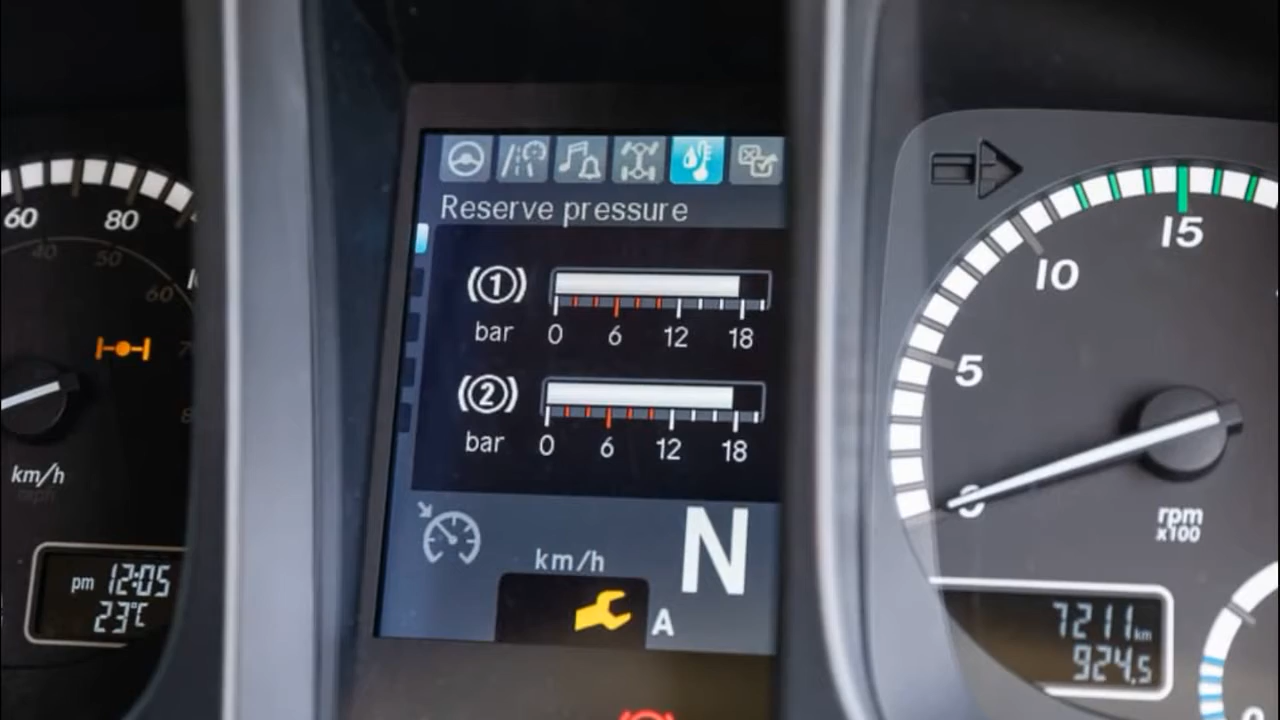 60 80
40 50
60
km/h
pm 12:05
23°C
Reserve pressure
1
bar 0 6 12 18
2
bar 0 6 12 18
km/h
N
A
5
10
15
rpm
x100
7211 km
924.5
0